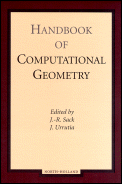 HANDBOOK
OF
COMPUTATIONAL
GEOMETRY
Edited by
J.-R. Sack
J. Urrutia
NORTH-HOLLAND